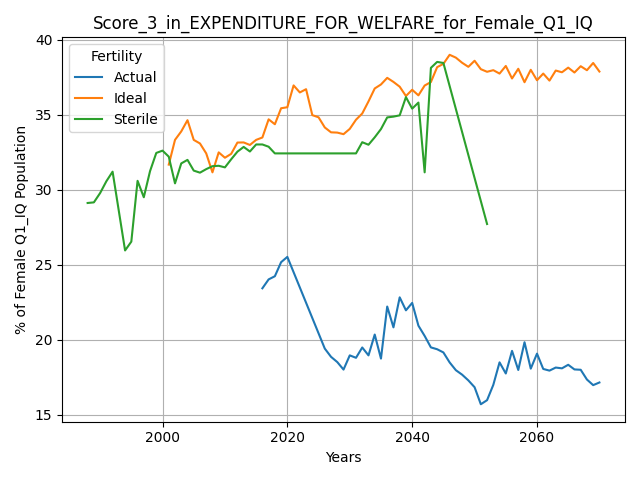 Score_3_in_EXPENDITURE_FOR_WELFARE_for_Female_Q1_IQ
40
35
30
25
20
15
% of Female Q1_IQ Population
Fertility
Actual
Ideal
Sterile
2000
2020
2040
2060
Years